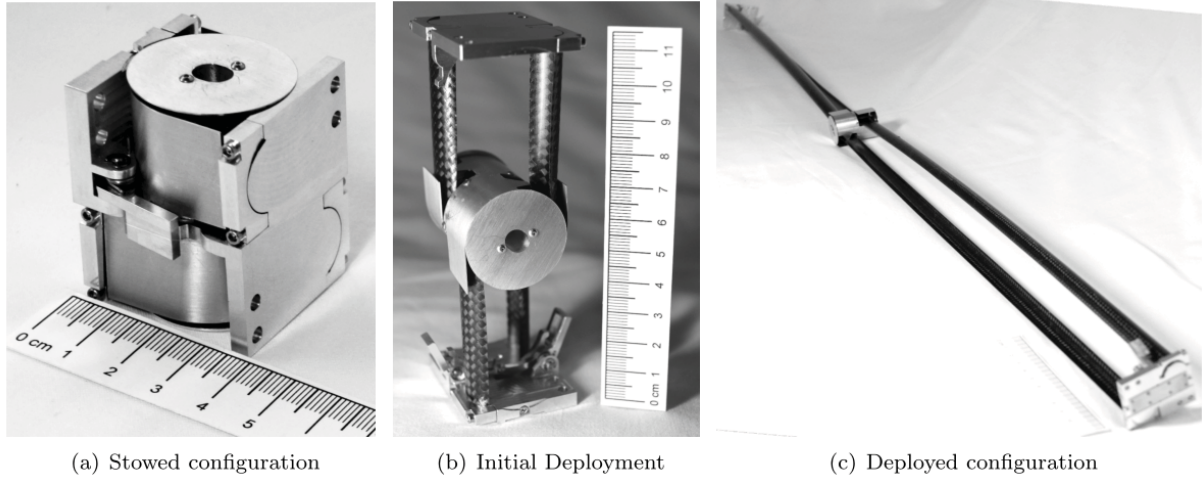 0 cm 1 2 3 4 5
11
10
9
8
7
6
5
4
3
2
1
0 cm
(a) Stowed configuration
(b) Initial Deployment
(c) Deployed configuration